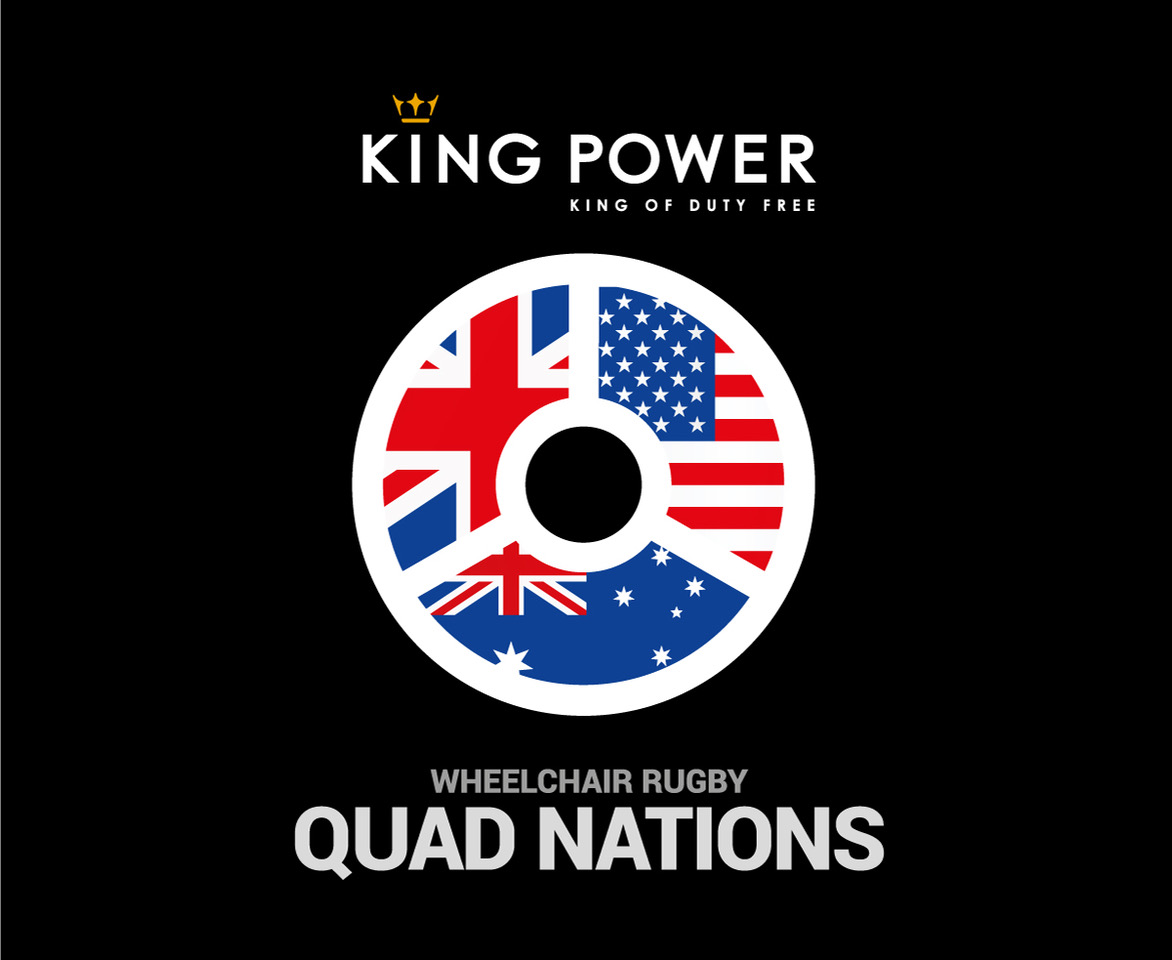 KING POWER
KING OF DUTY FREE
WHEELCHAIR RUGBY
QUAD NATIONS